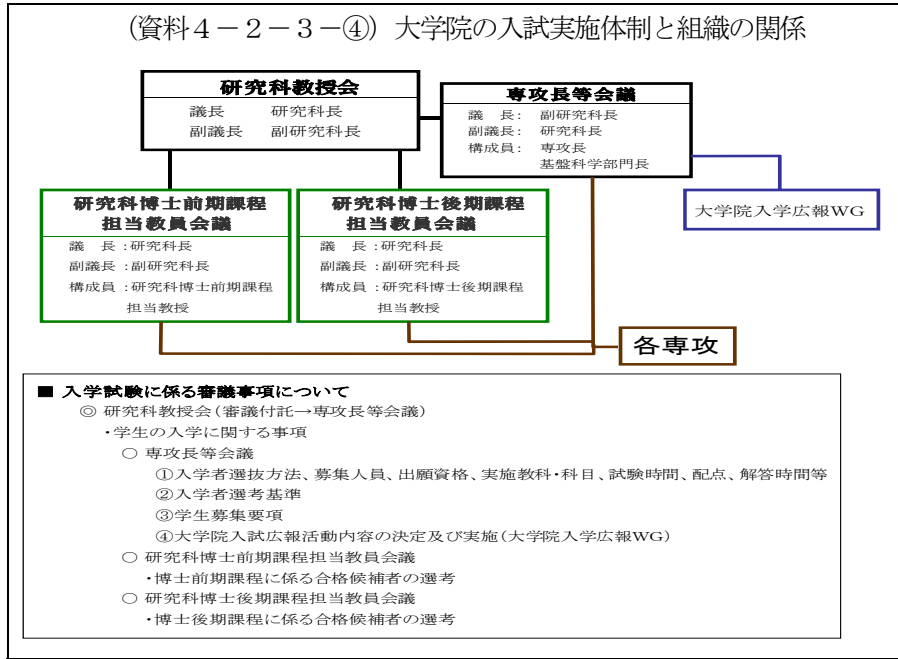 (資料4-2-3-④) 大学院の入試実施体制と組織の関係
研究科教授会
議長 研究科長
副議長 副研究科長
専攻長等会議
議 長: 副研究科長
副議長: 研究科長
構成員: 専攻長
基盤科学部門長
研究科博士前期課程
担当教員会議
議 長:研究科長
副議長:副研究科長
構成員:研究科博士前期課程
担当教授
研究科博士後期課程
担当教員会議
議 長:研究科長
副議長:副研究科長
構成員:研究科博士後期課程
担当教授
大学院入学広報WG
各専攻
■ 入学試験に係る審議事項について
◎ 研究科教授会(審議付託→専攻長等会議)
・学生の入学に関する事項
○ 専攻長等会議
①入学者選抜方法、募集人員、出願資格、実施教科・科目、試験時間、配点、解答時間等
②入学者選考基準
③学生募集要項
④大学院入試広報活動内容の決定及び実施(大学院入学広報WG)
○ 研究科博士前期課程担当教員会議
・博士前期課程に係る合格候補者の選考
○ 研究科博士後期課程担当教員会議
・博士後期課程に係る合格候補者の選考